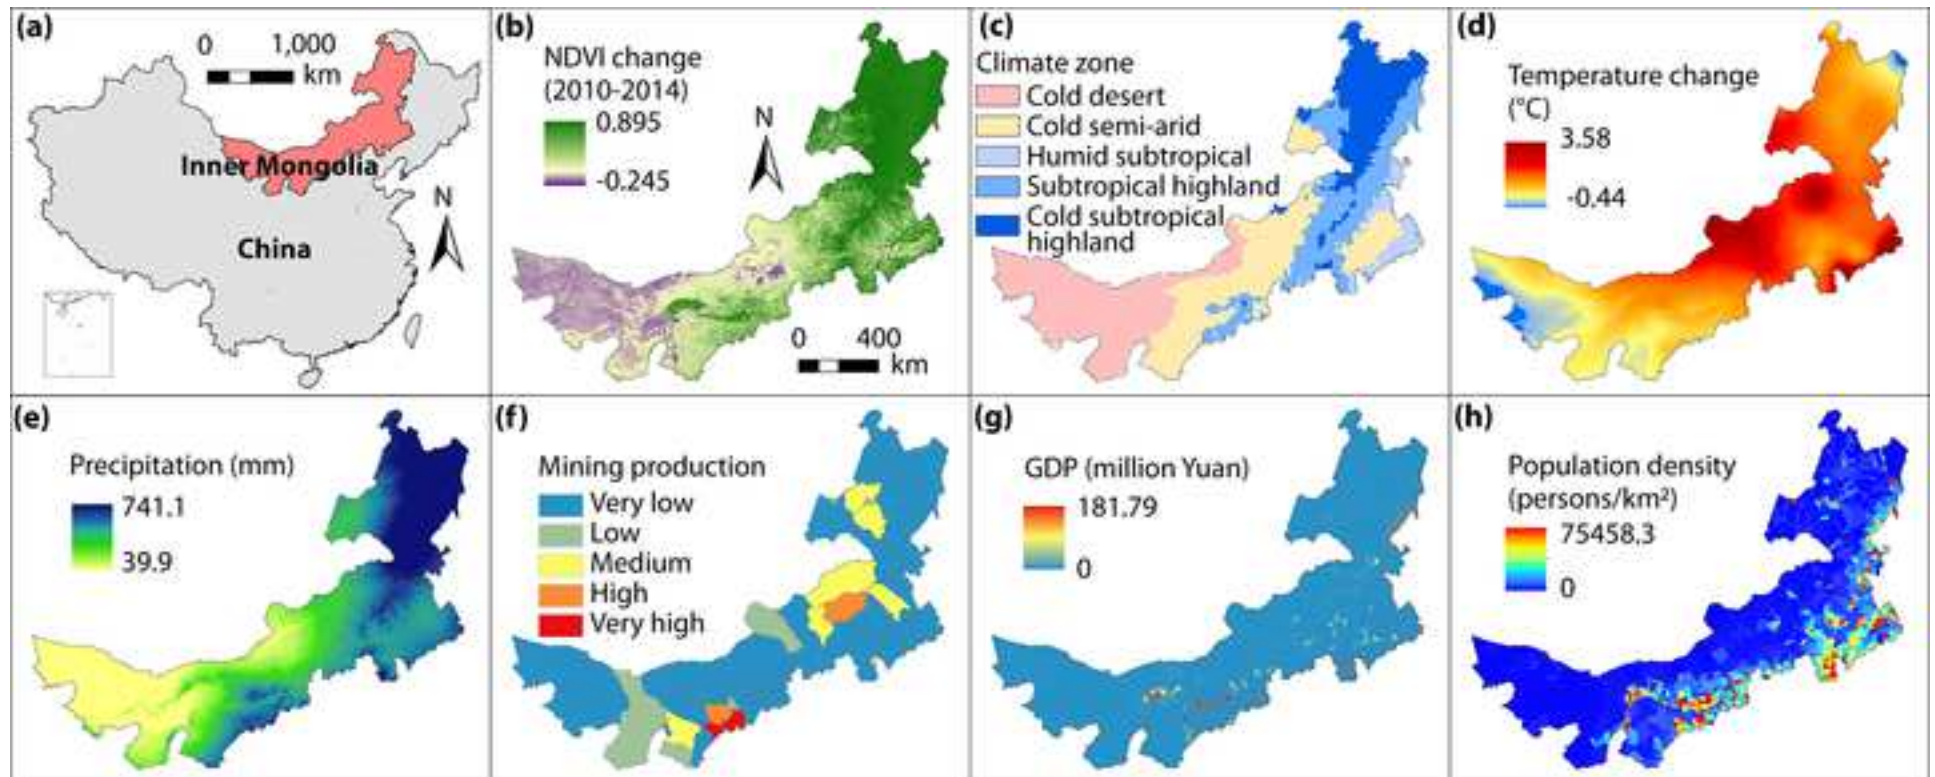 (a)
0 1,000
km
N
Inner Mongolia
China
(b)
NDVI change
(2010-2014)
0.895
-0.245
N
0 400
km
(c)
Climate zone
Cold desert
Cold semi-arid
Humid subtropical
Subtropical highland
Cold subtropical
highland
(d)
Temperature change
(°C)
3.58
-0.44
(e)
Precipitation (mm)
741.1
39.9
(f)
Mining production
Very low
Low
Medium
High
Very high
(g)
GDP (million Yuan)
181.79
0
(h)
Population density
(persons/km²)
75458.3
0